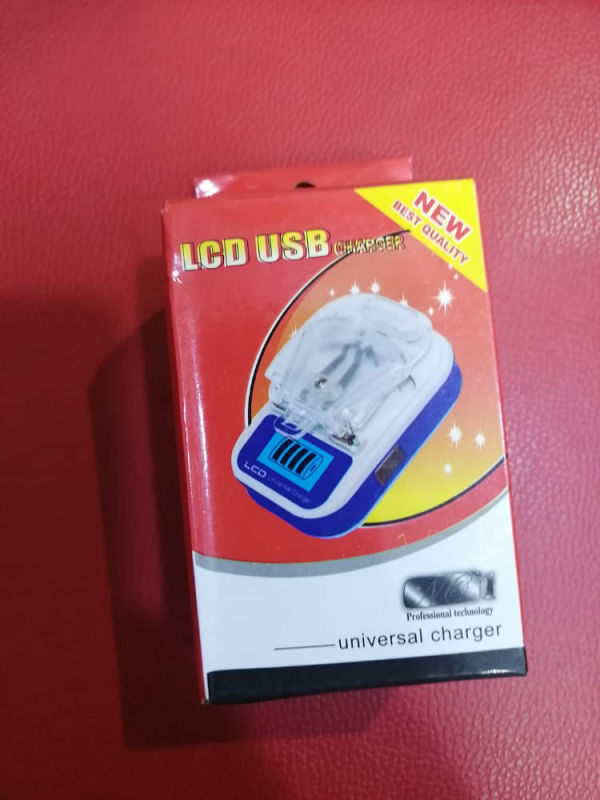 NEW
BEST QUALITY
LCD USB CHARGER
LCD Universal Charger
Professional technology
universal charger